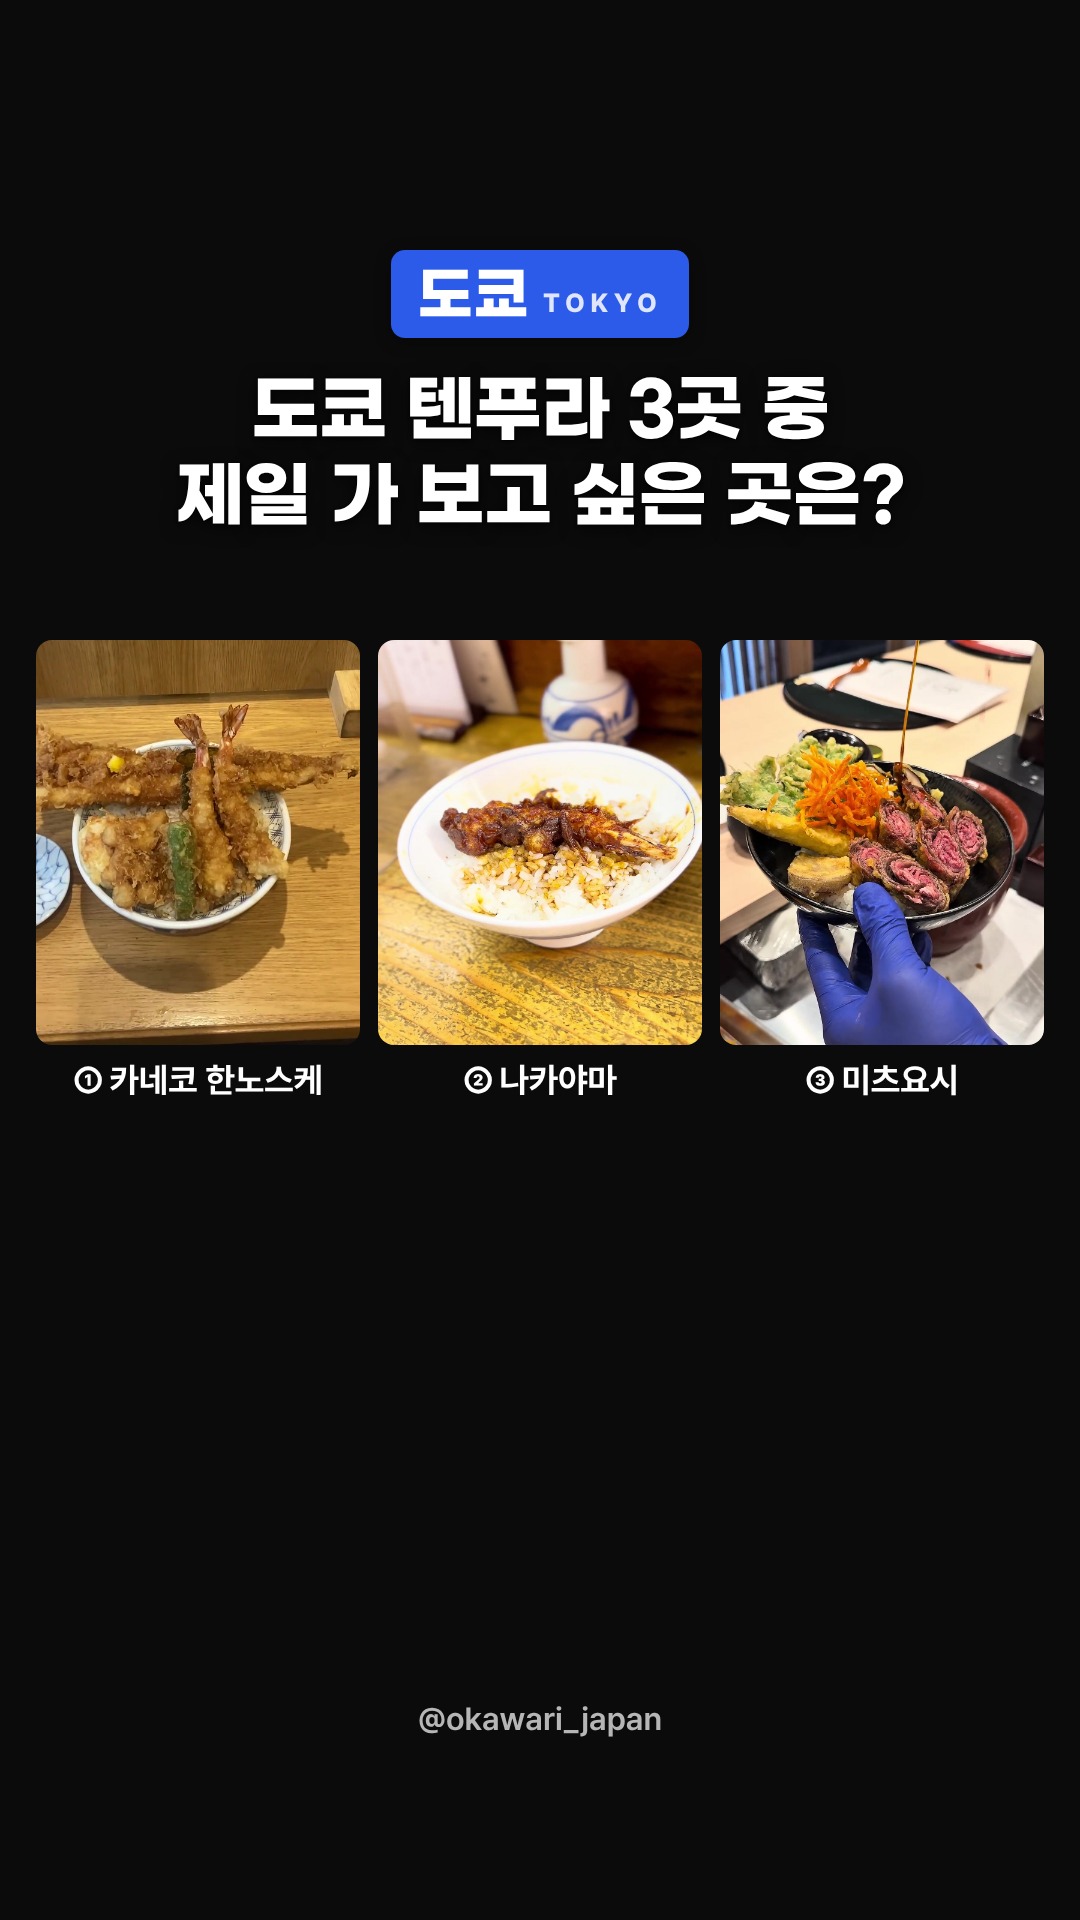 도쿄 TOKYO
도쿄 텐푸라 3곳 중
제일 가 보고 싶은 곳은?
① 카네코 한노스케
② 나카야마
③ 미츠요시
@okawari_japan